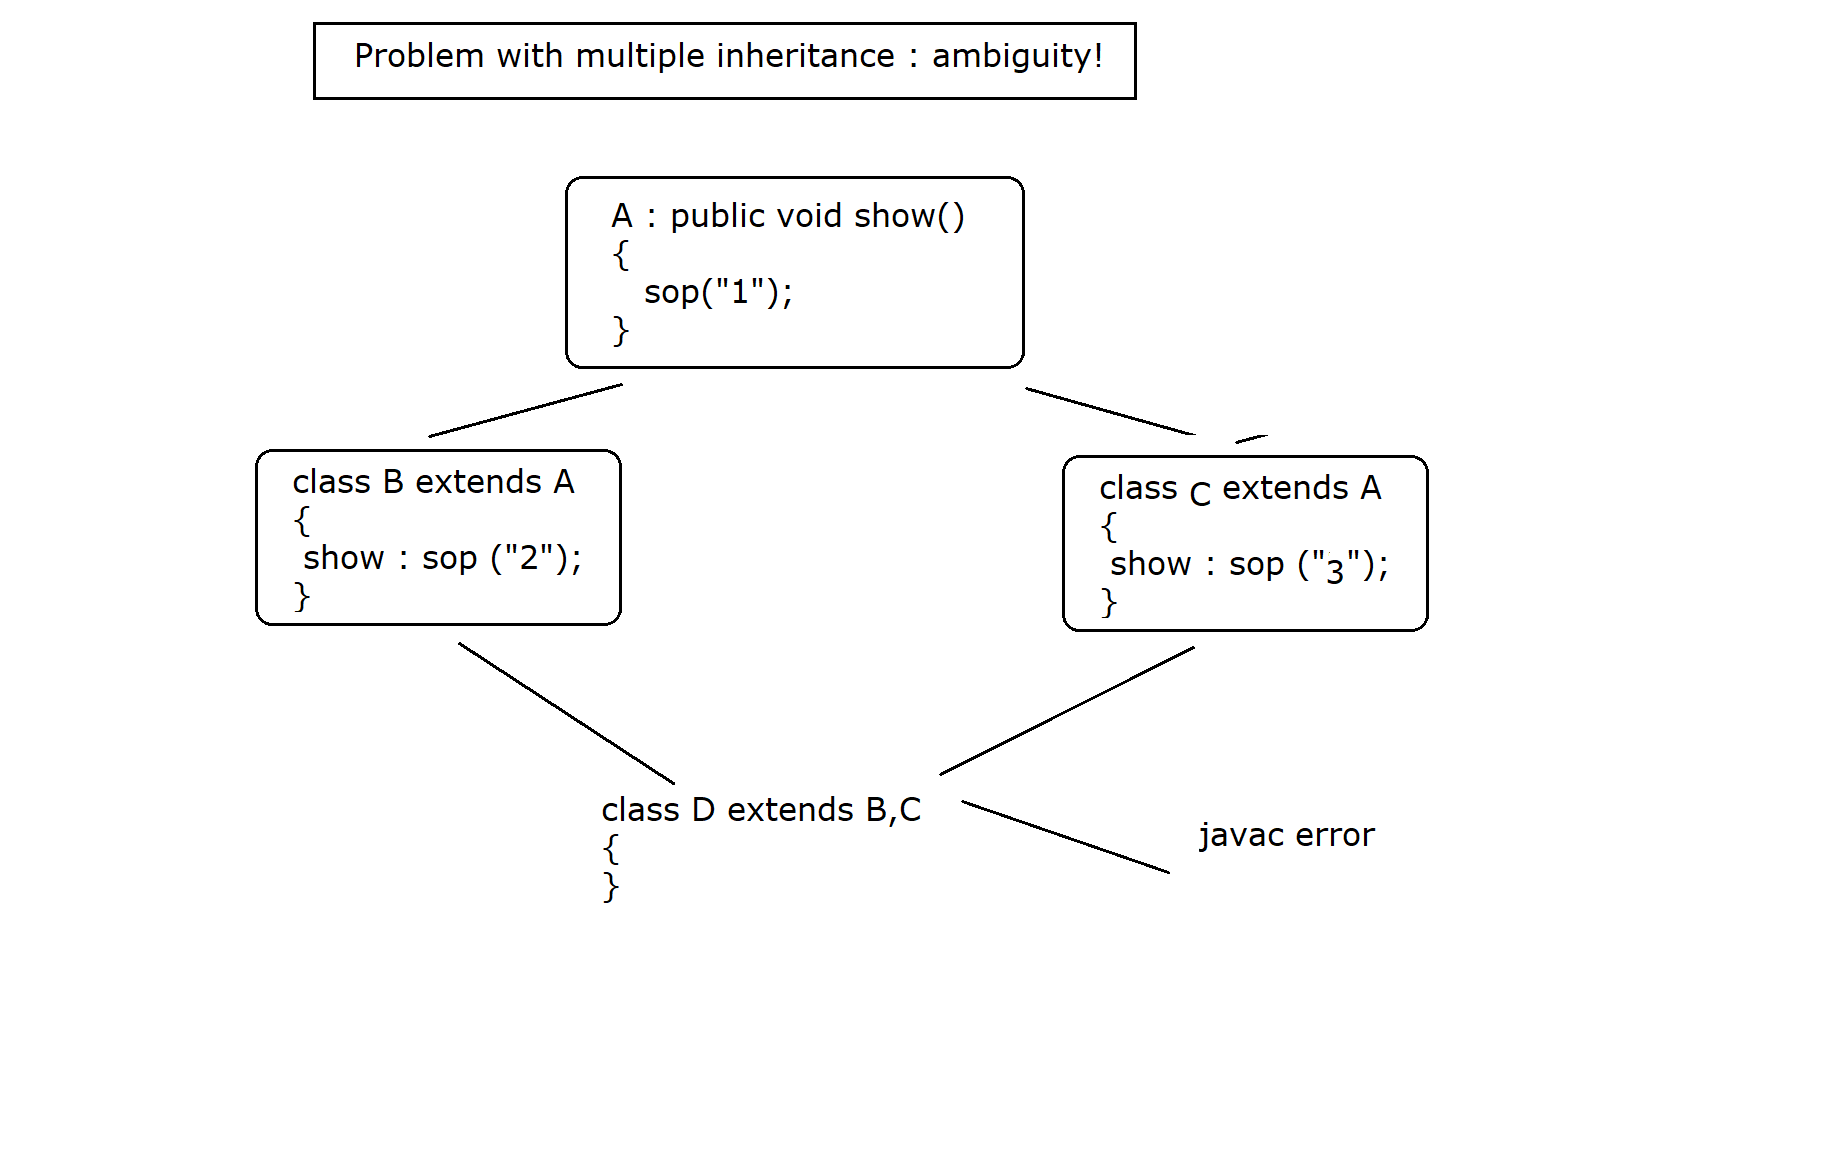 Problem with multiple inheritance : ambiguity!
A : public void show()
{
sop("1");
}
class B extends A
{
show : sop ("2");
}
class C extends A
{
show : sop ("3");
}
class D extends B,C
{
}
javac error